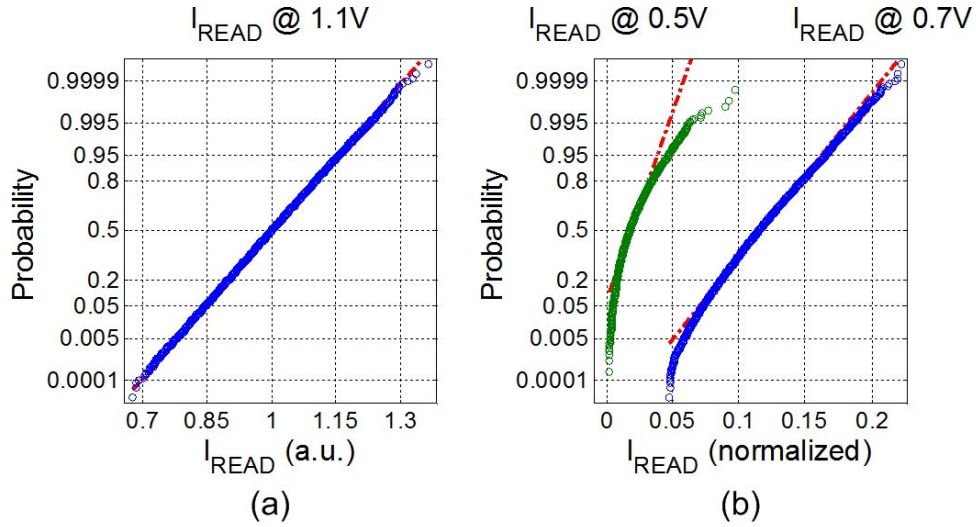 I_READ @ 1.1V
Probability
0.9999
0.995
0.95
0.8
0.5
0.2
0.05
0.005
0.0001
0.7 0.85 1 1.15 1.3
I_READ (a.u.)
(a)
I_READ @ 0.5V I_READ @ 0.7V
Probability
0.9999
0.995
0.95
0.8
0.5
0.2
0.05
0.005
0.0001
0 0.05 0.1 0.15 0.2
I_READ (normalized)
(b)